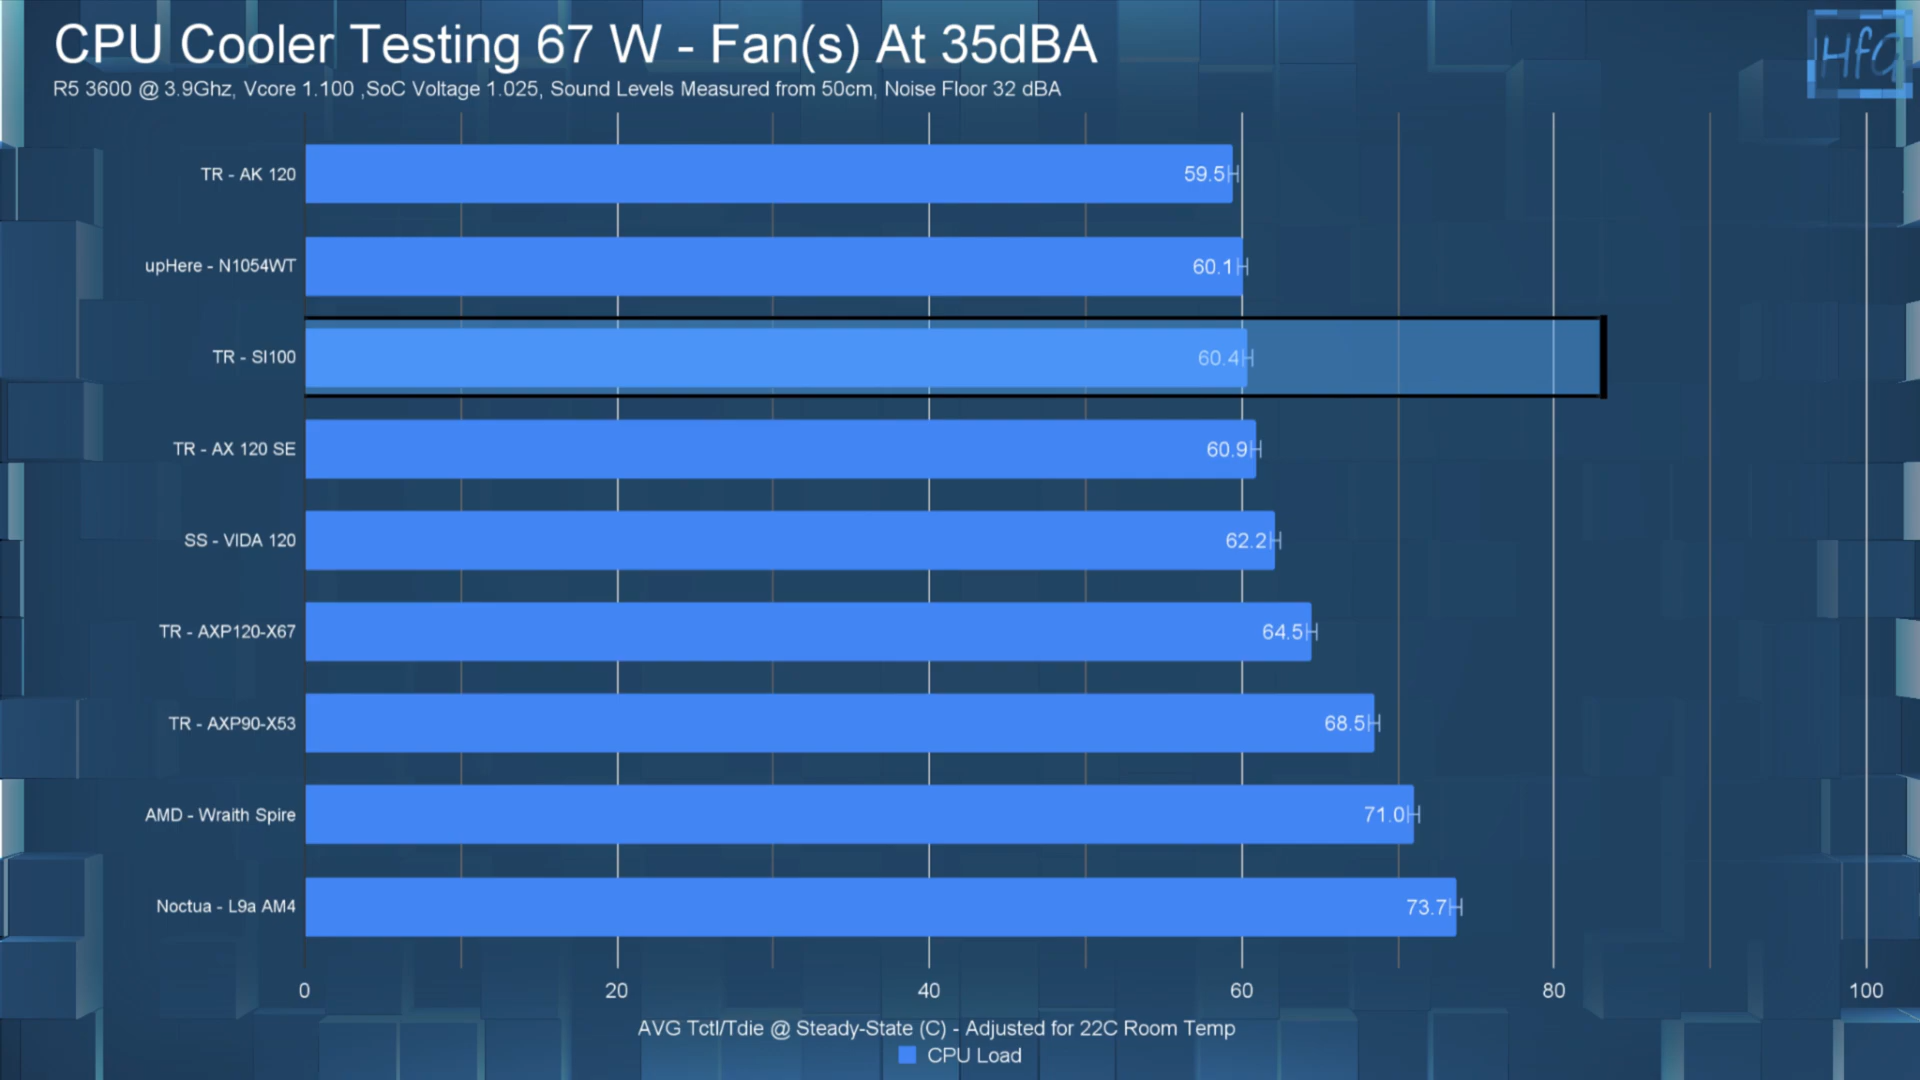 CPU Cooler Testing 67 W - Fan(s) At 35dBA
R5 3600 @ 3.9Ghz, Vcore 1.100 ,SoC Voltage 1.025, Sound Levels Measured from 50cm, Noise Floor 32 dBA
HfG
TR - AK 120 59.5
upHere - N1054WT 60.1
TR - SI100 60.4
TR - AX 120 SE 60.9
SS - VIDA 120 62.2
TR - AXP120-X67 64.5
TR - AXP90-X53 68.5
AMD - Wraith Spire 71.0
Noctua - L9a AM4 73.7
0 20 40 60 80 100
AVG Tctl/Tdie @ Steady-State (C) - Adjusted for 22C Room Temp
CPU Load